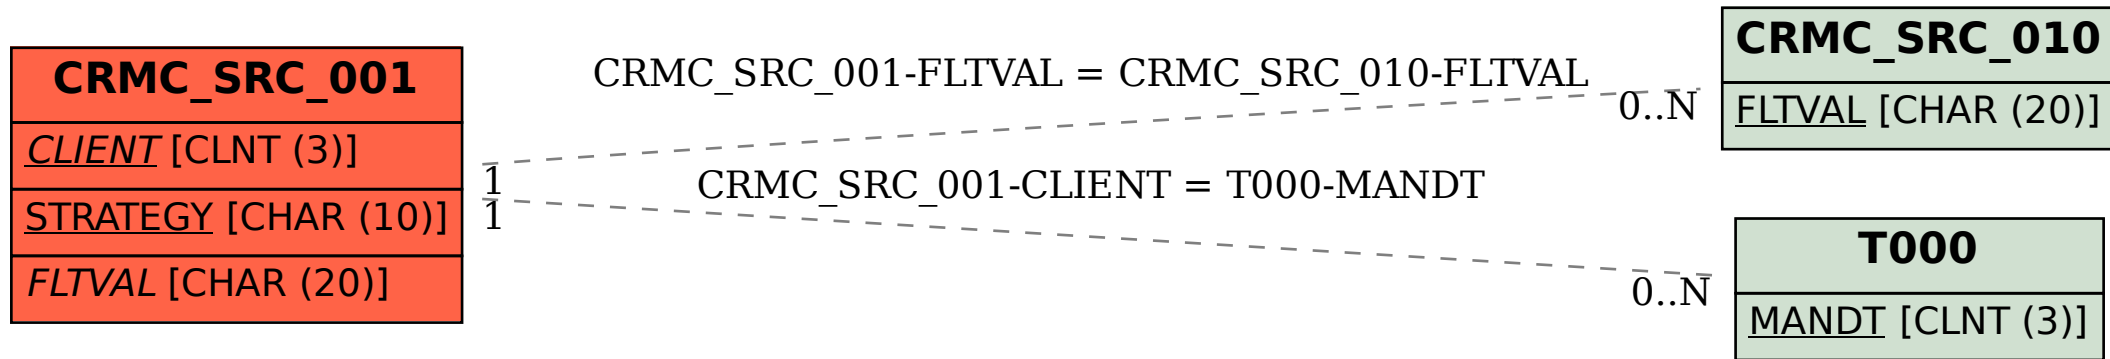 CRMC_SRC_001
CLIENT [CLNT (3)]
STRATEGY [CHAR (10)]
FLTVAL [CHAR (20)]
CRMC_SRC_001-FLTVAL = CRMC_SRC_010-FLTVAL
0..N
1
CRMC_SRC_001-CLIENT = T000-MANDT
1
0..N
CRMC_SRC_010
FLTVAL [CHAR (20)]
T000
MANDT [CLNT (3)]